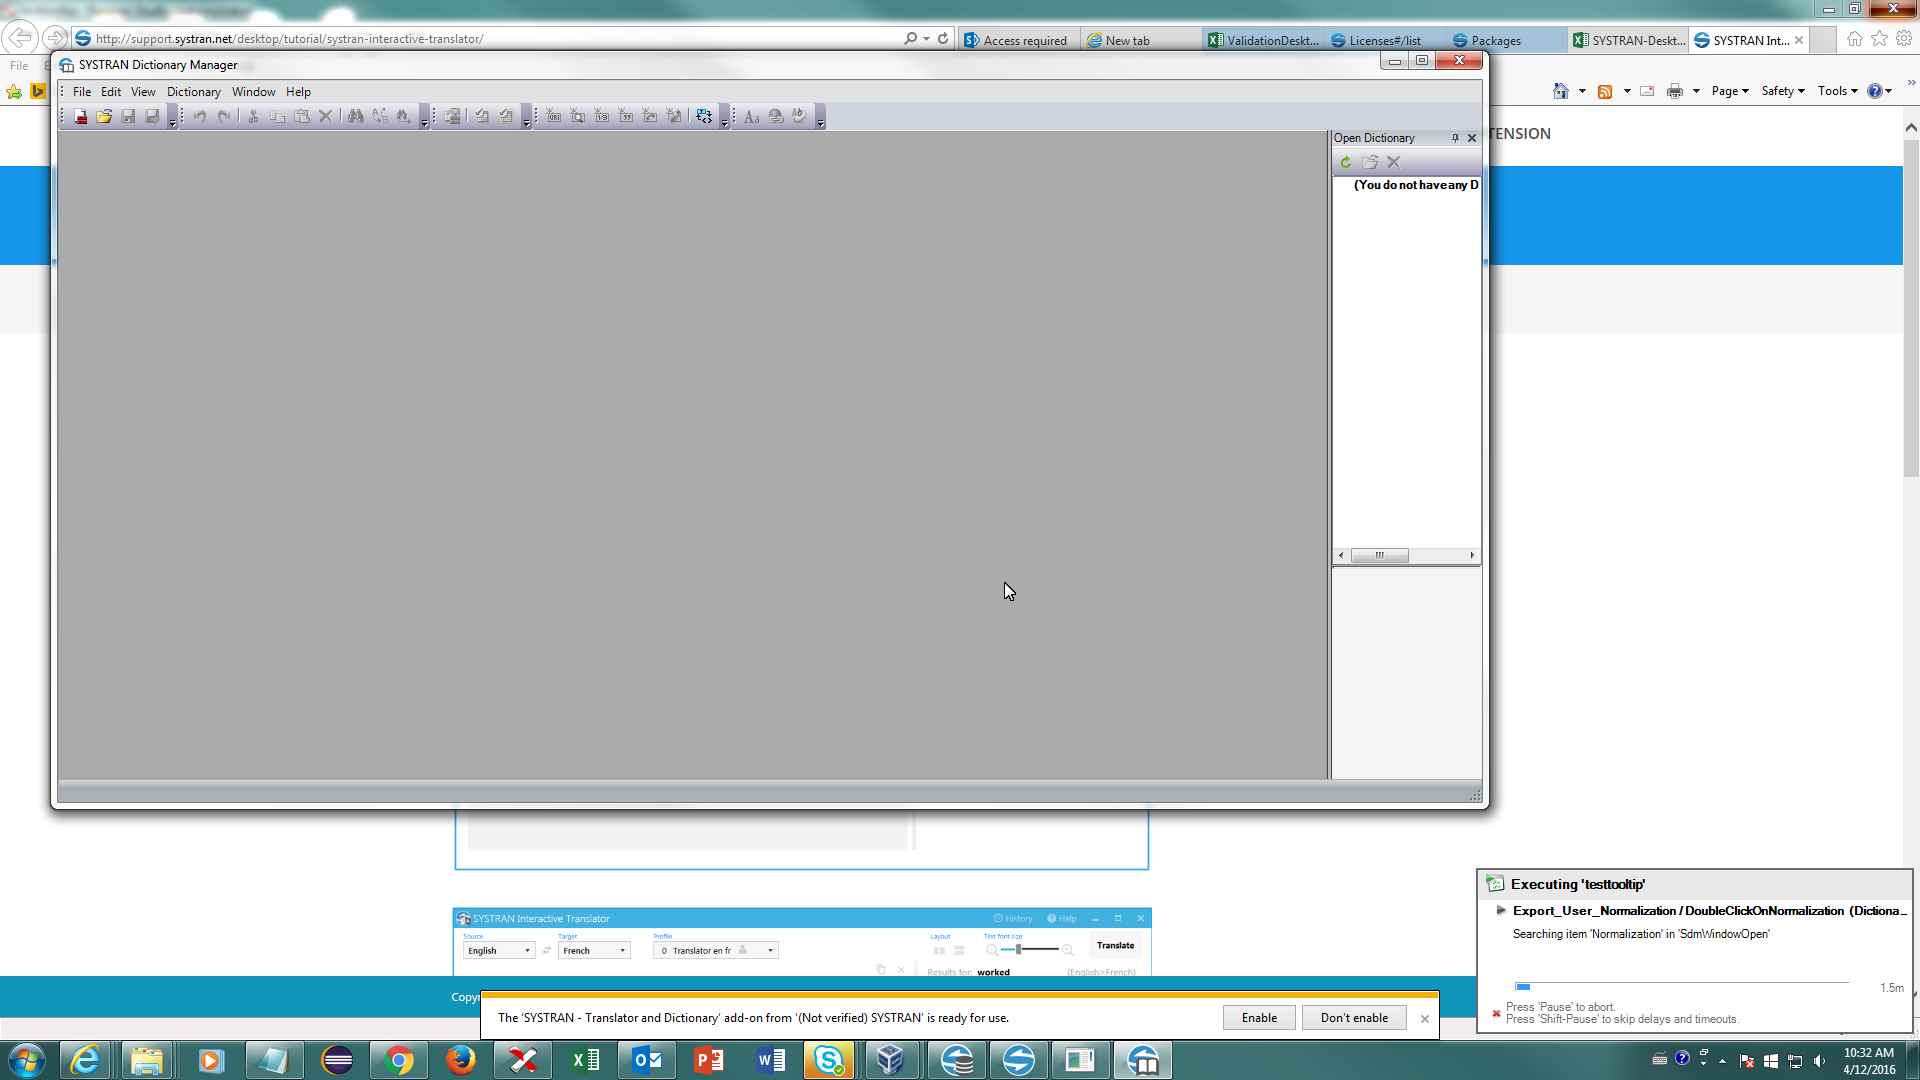 http://support.systran.net/desktop/tutorial/systran-interactive-translator/
Access required
New tab
ValidationDeskt...
Licenses#/list
Packages
SYSTRAN-Deskt...
SYSTRAN Int...
File
SYSTRAN Dictionary Manager
File Edit View Dictionary Window Help
Page Safety Tools
TENSION
Open Dictionary
(You do not have any D
Executing 'testtooltip'
Export_User_Normalization / DoubleClickOnNormalization (Dictiona...
Searching item 'Normalization' in 'SdmWindowOpen'
1.5m
Press 'Pause' to abort.
Press 'Shift-Pause' to skip delays and timeouts.
SYSTRAN Interactive Translator
History Help
Source Target Profile Layout Text font size
English French 0 Translator en fr Translate
Results for: worked (English>French)
Copyr
The 'SYSTRAN - Translator and Dictionary' add-on from '(Not verified) SYSTRAN' is ready for use.
Enable Don't enable
10:32 AM
4/12/2016